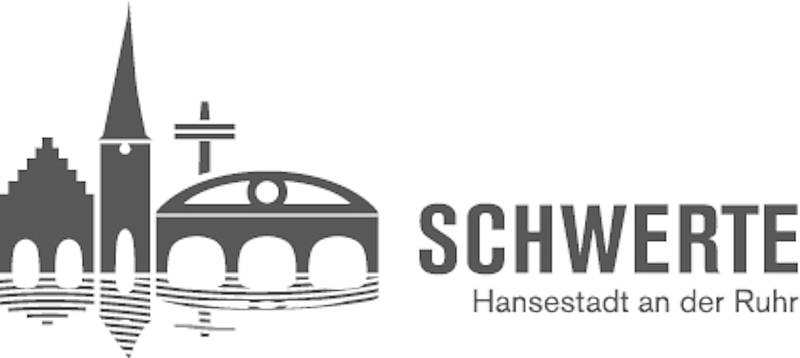 SCHWERTE
Hansestadt an der Ruhr